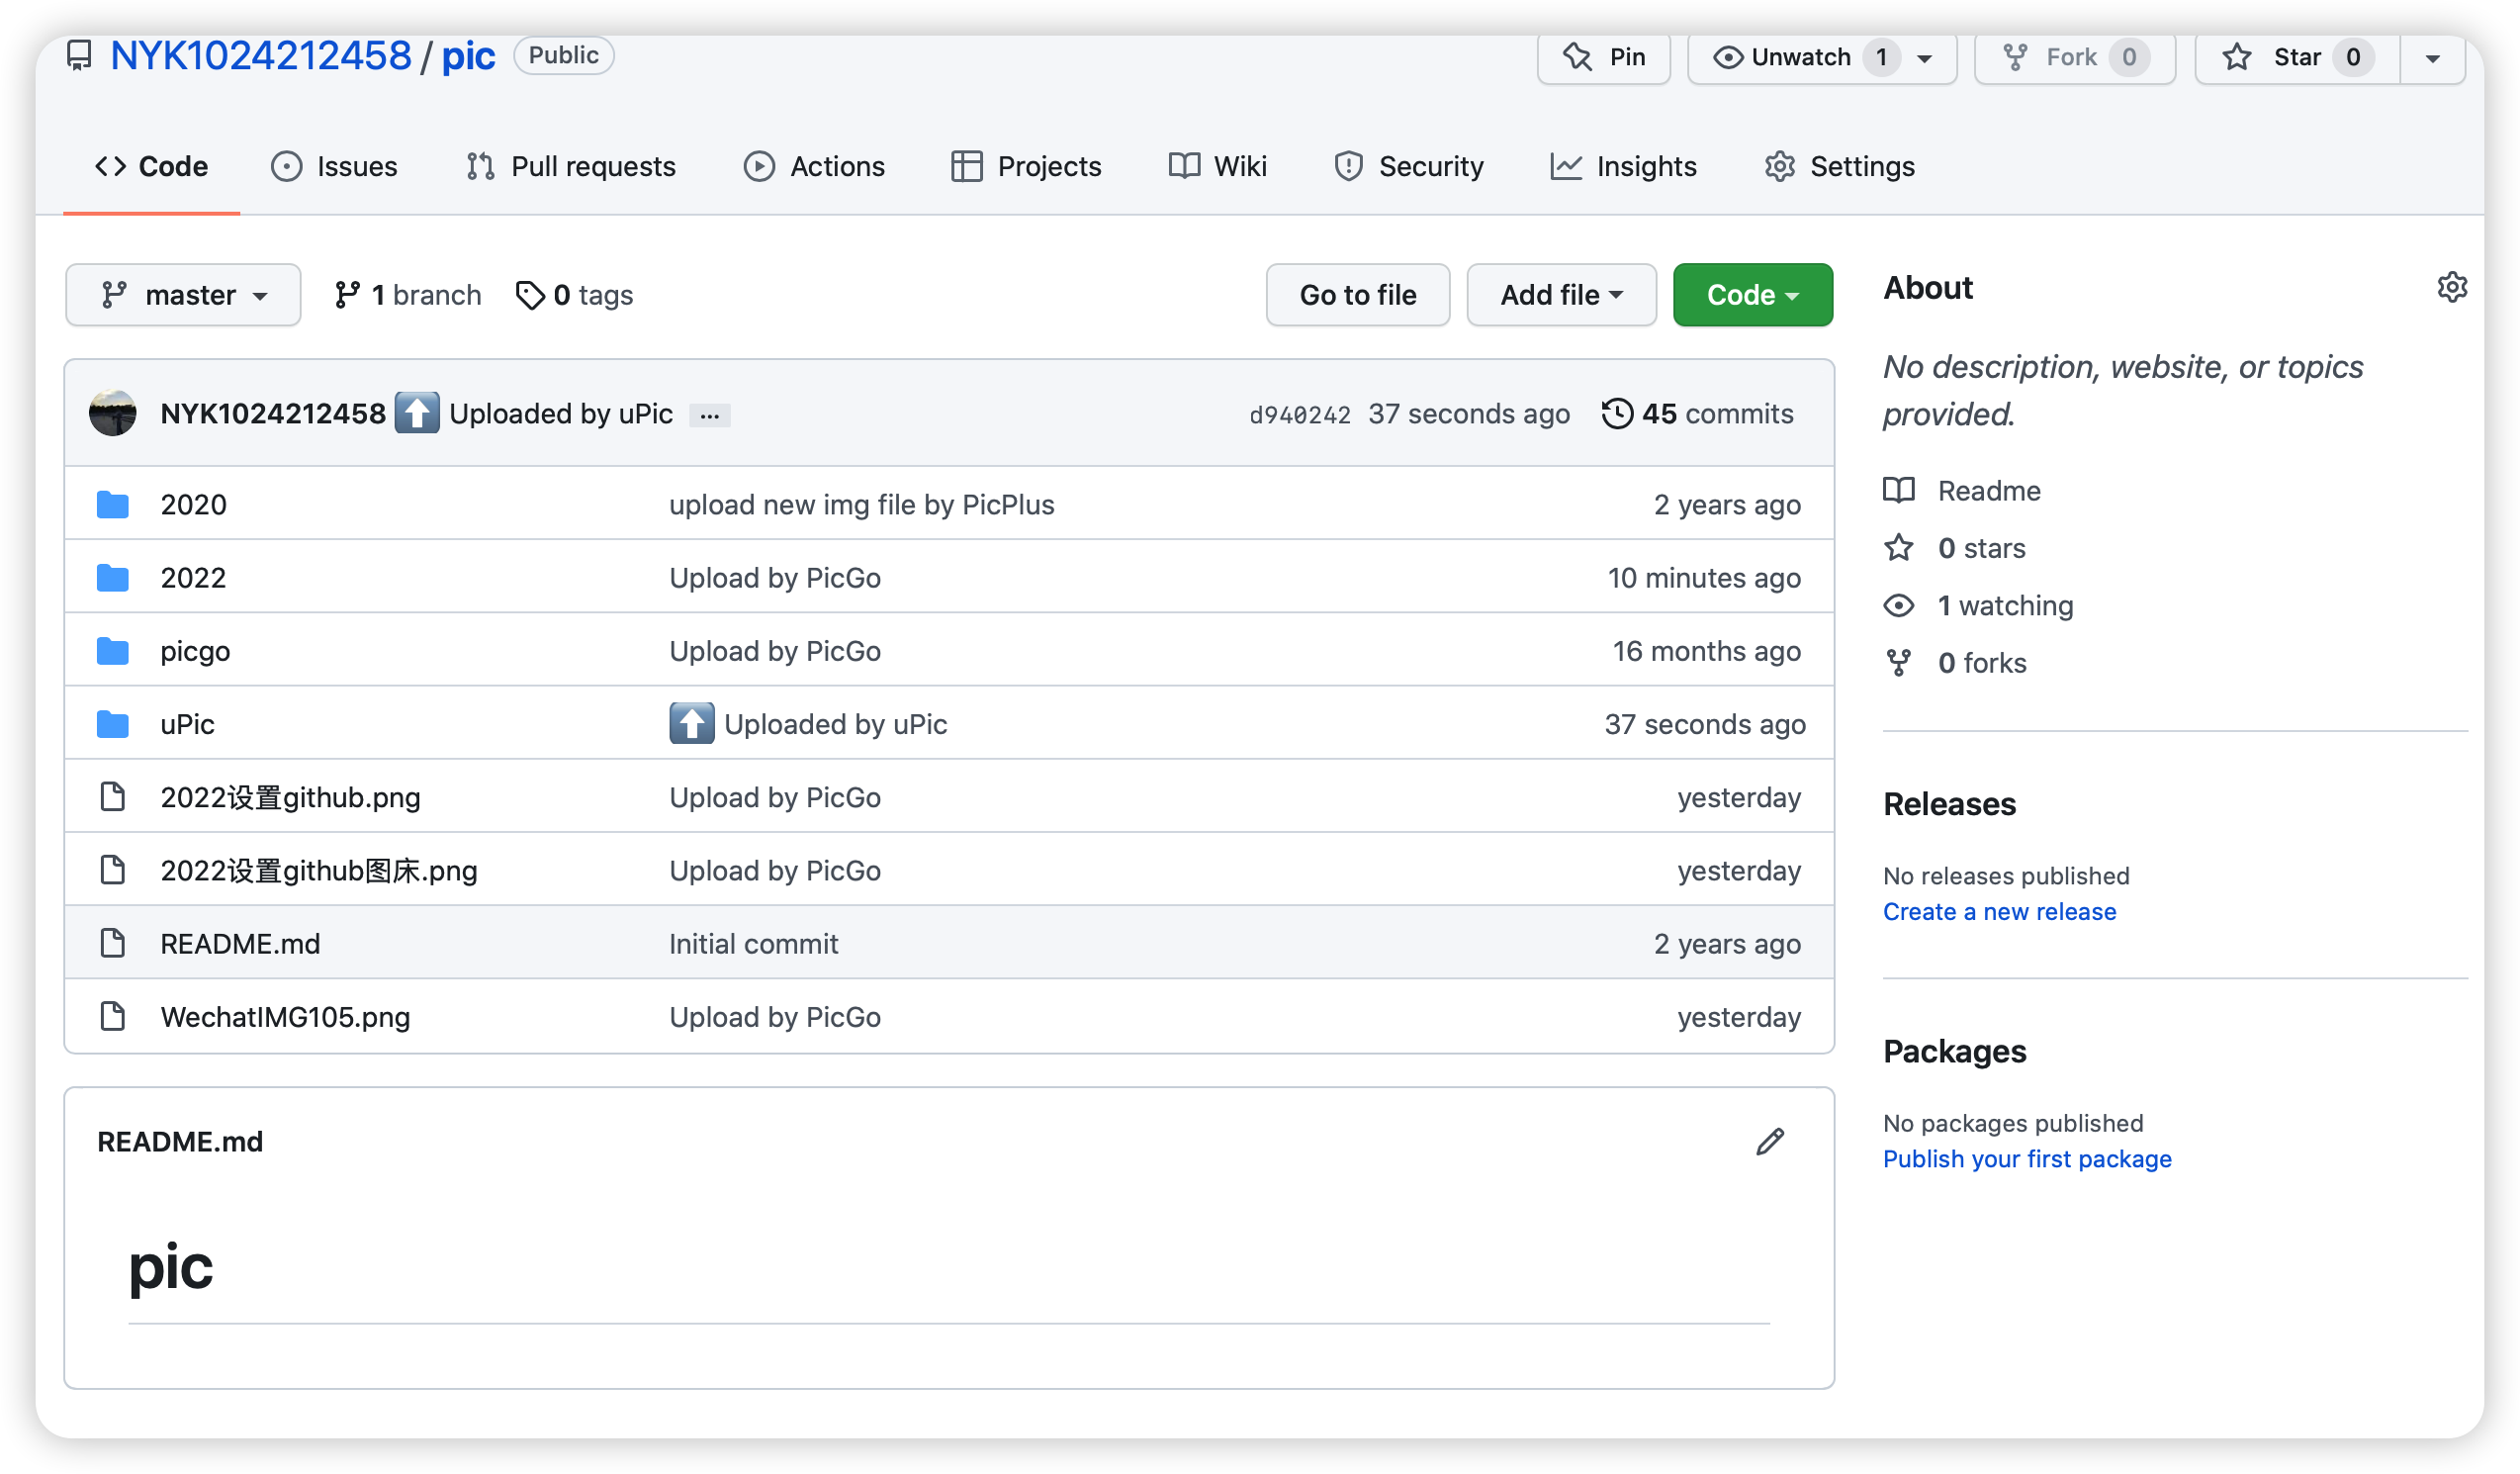 NYK1024212458 / pic Public Pin Unwatch 1 Fork 0 Star 0
Code Issues Pull requests Actions Projects Wiki Security Insights Settings
master 1 branch 0 tags Go to file Add file Code
NYK1024212458 ⬆️ Uploaded by uPic ... d940242 37 seconds ago 45 commits
2020 upload new img file by PicPlus 2 years ago
2022 Upload by PicGo 10 minutes ago
picgo Upload by PicGo 16 months ago
uPic ⬆️ Uploaded by uPic 37 seconds ago
2022设置github.png Upload by PicGo yesterday
2022设置github图床.png Upload by PicGo yesterday
README.md Initial commit 2 years ago
WechatIMG105.png Upload by PicGo yesterday
README.md
pic
About
No description, website, or topics
provided.
Readme
0 stars
1 watching
0 forks
Releases
No releases published
Create a new release
Packages
No packages published
Publish your first package